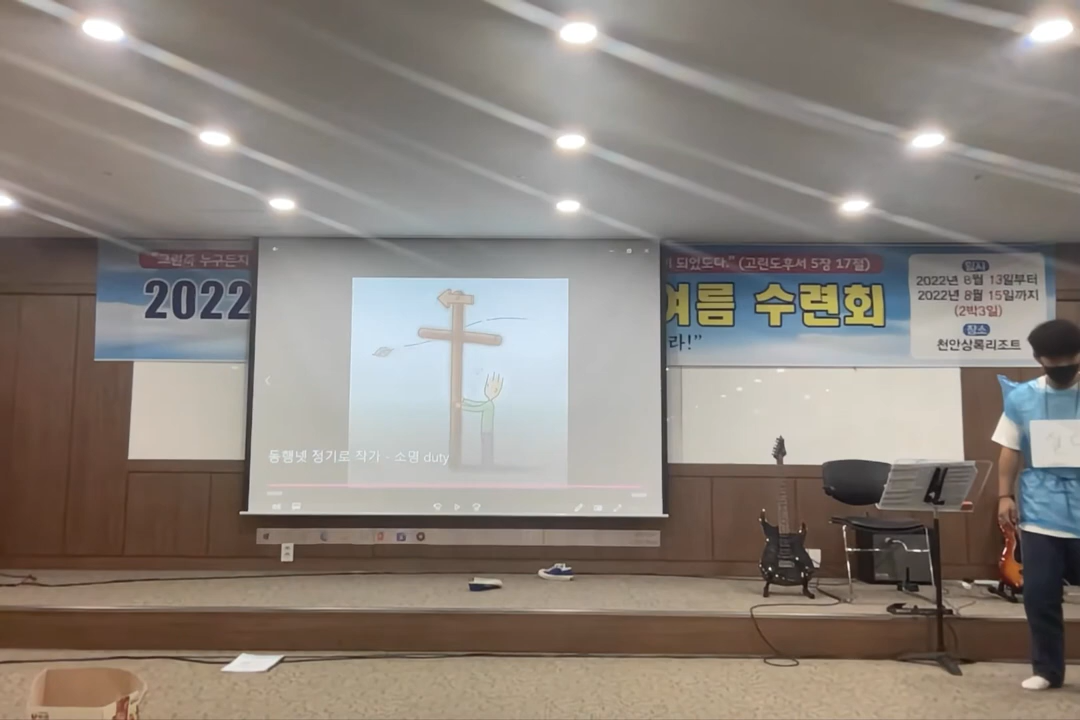 "그런즉 누구든지
되었도다." (고린도후서 5장 17절)
2022
여름 수련회
라!"
일시
2022년 8월 13일부터
2022년 8월 15일까지
(2박3일)
장소
천안상록리조트
동행넷 정기로 작가 - 소명 duty